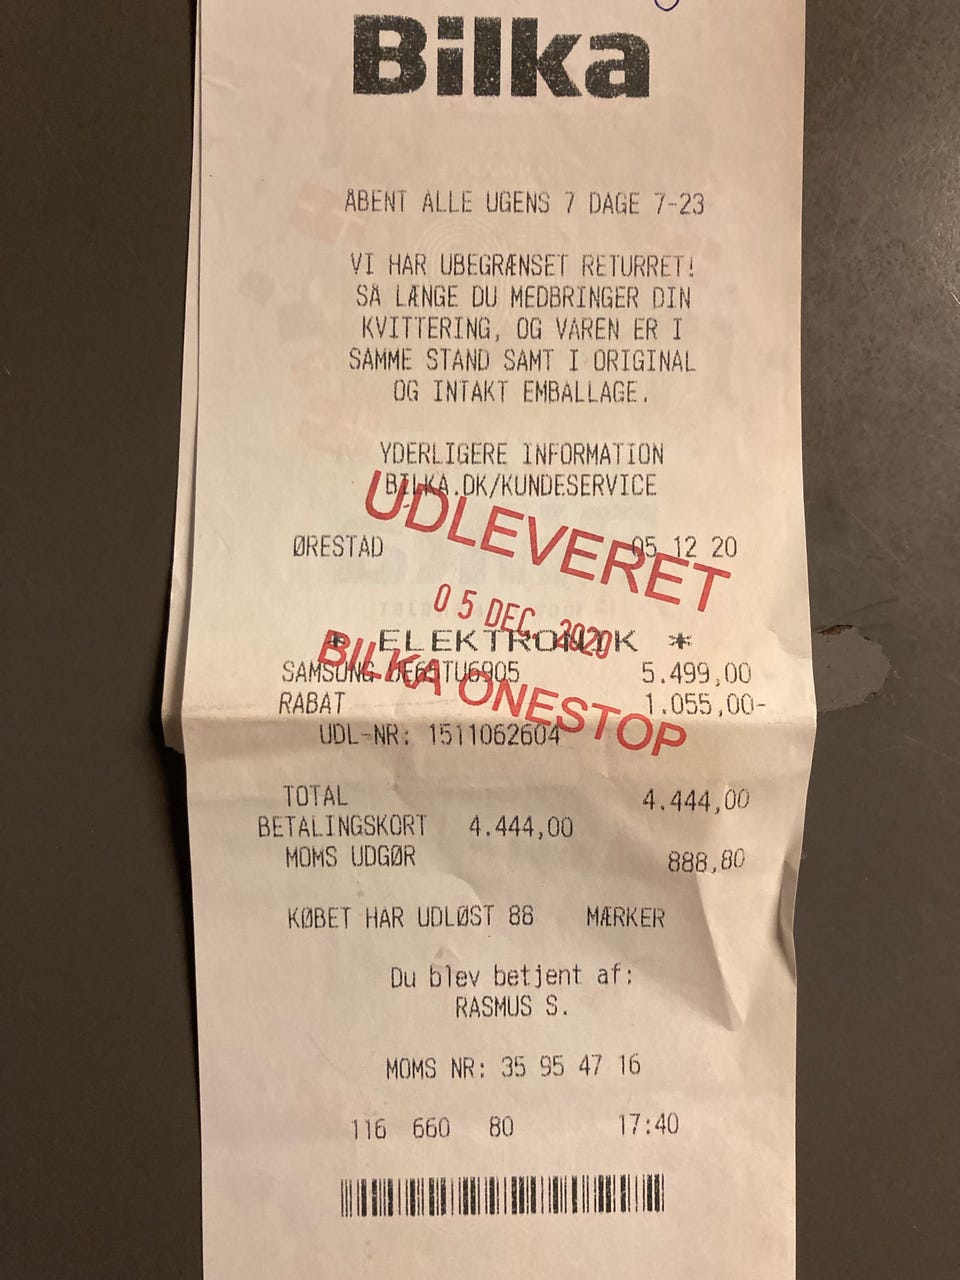 Bilka
ÅBENT ALLE UGENS 7 DAGE 7-23
VI HAR UBEGRÆNSET RETURRET!
SÅ LÆNGE DU MEDBRINGER DIN
KVITTERING, OG VAREN ER I
SAMME STAND SAMT I ORIGINAL
OG INTAKT EMBALLAGE.
YDERLIGERE INFORMATION
BILKA.DK/KUNDESERVICE
UDLEVERET
ØRESTAD 05 12 20
05 DEC. 2020
* ELEKTRONIK *
BILKA ONESTOP
SAMSUNG UE65TU6905 5.499,00
RABAT 1.055,00-
UDL-NR: 1511062604
TOTAL 4.444,00
BETALINGSKORT 4.444,00
MOMS UDGØR 888,80
KØBET HAR UDLØST 88 MÆRKER
Du blev betjent af:
RASMUS S.
MOMS NR: 35 95 47 16
116 660 80 17:40